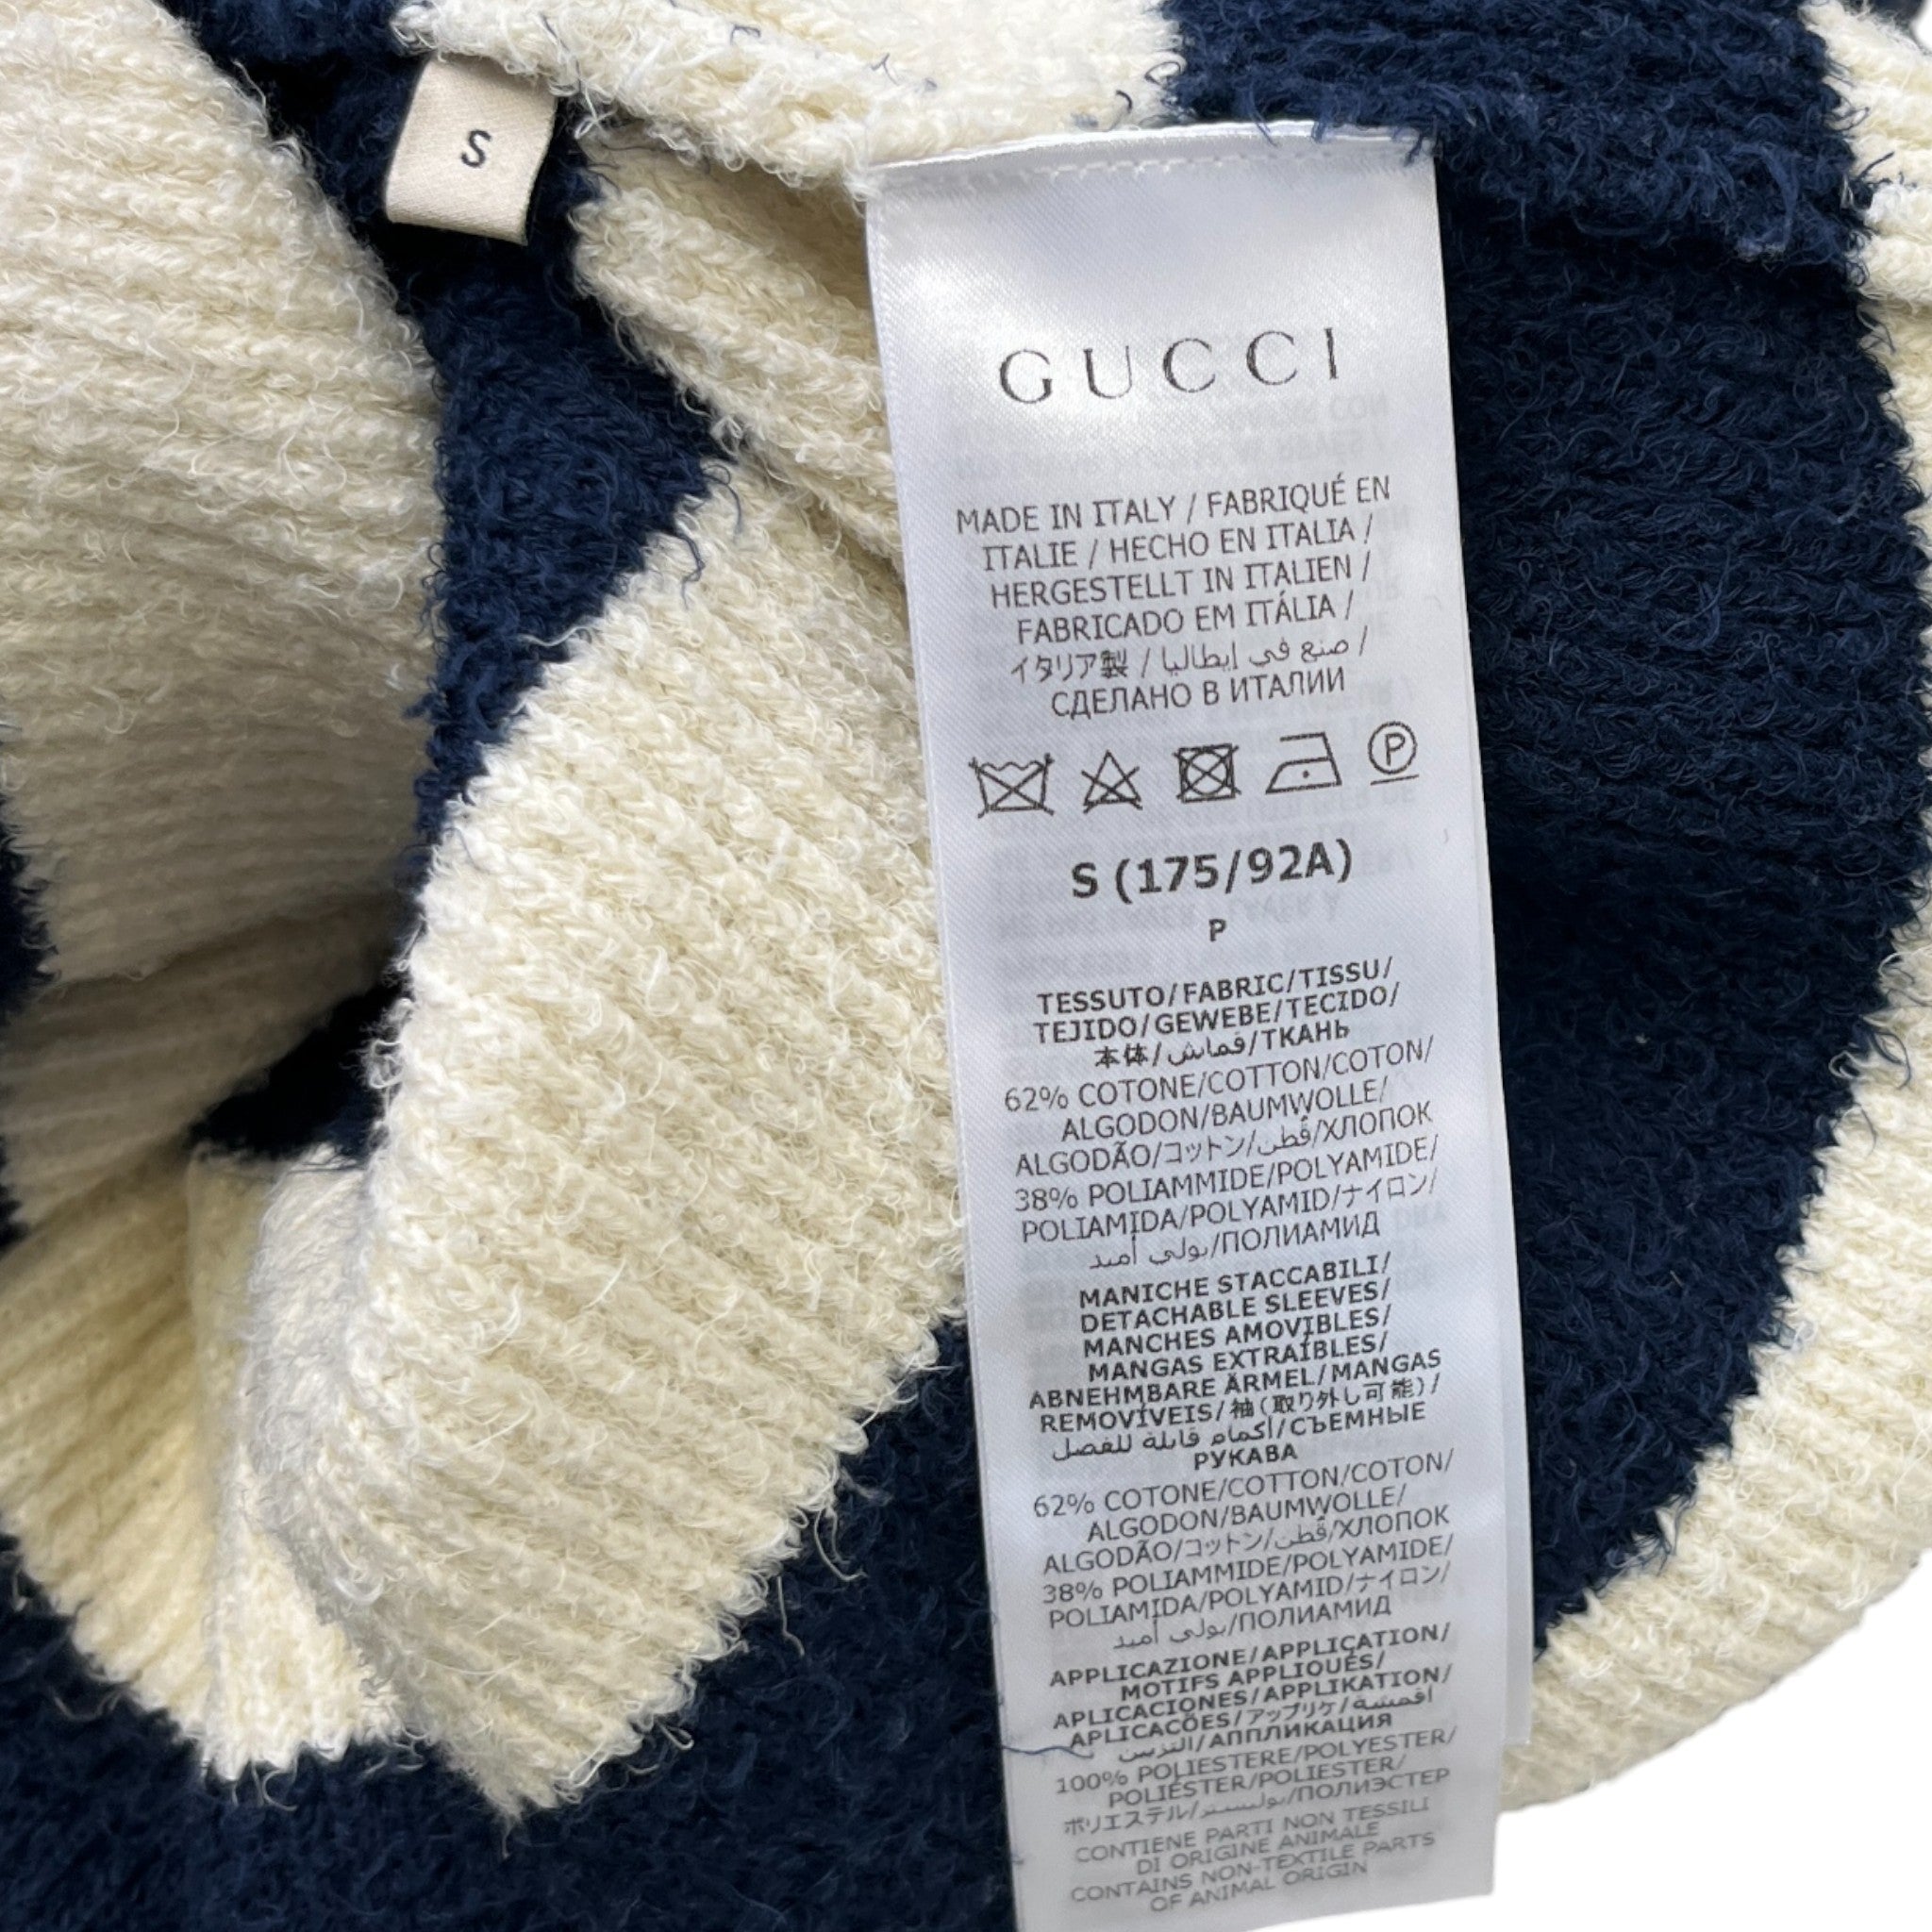 S
GUCCI
MADE IN ITALY / FABRIQUÉ EN
ITALIE / HECHO EN ITALIA /
HERGESTELLT IN ITALIEN /
FABRICADO EM ITÁLIA /
イタリア製 / صنع في إيطاليا /
СДЕЛАНО В ИТАЛИИ
P
S (175/92A)
P
TESSUTO/FABRIC/TISSU/
TEJIDO/GEWEBE/TECIDO/
本体/قماش/ТКАНЬ
62% COTONE/COTTON/COTON/
ALGODON/BAUMWOLLE/
ALGODÃO/コットン/قطن/ХЛОПОК
38% POLIAMMIDE/POLYAMIDE/
POLIAMIDA/POLYAMID/ナイロン/
بولي أميد/ПОЛИАМИД
MANICHE STACCABILI/
DETACHABLE SLEEVES/
MANCHES AMOVIBLES/
MANGAS EXTRAÍBLES/
ABNEHMBARE ÄRMEL/MANGAS
REMOVÍVEIS/袖(取り外し可能)/
أكمام قابلة للفصل/СЪЕМНЫЕ
РУКАВА
62% COTONE/COTTON/COTON/
ALGODON/BAUMWOLLE/
ALGODÃO/コットン/قطن/ХЛОПОК
38% POLIAMMIDE/POLYAMIDE/
POLIAMIDA/POLYAMID/ナイロン/
بولي أميد/ПОЛИАМИД
APPLICAZIONE/APPLICATION/
MOTIFS APPLIQUÉS/
APLICACIONES/APPLIKATION/
APLICACÕES/アップリケ/اقمشة
التزيين/АППЛИКАЦИЯ
100% POLIESTERE/POLYESTER/
POLIÉSTER/POLIESTER/
ポリエステル/بوليستر/ПОЛИЭСТЕР
CONTIENE PARTI NON TESSILI
DI ORIGINE ANIMALE
CONTAINS NON-TEXTILE PARTS
OF ANIMAL ORIGIN